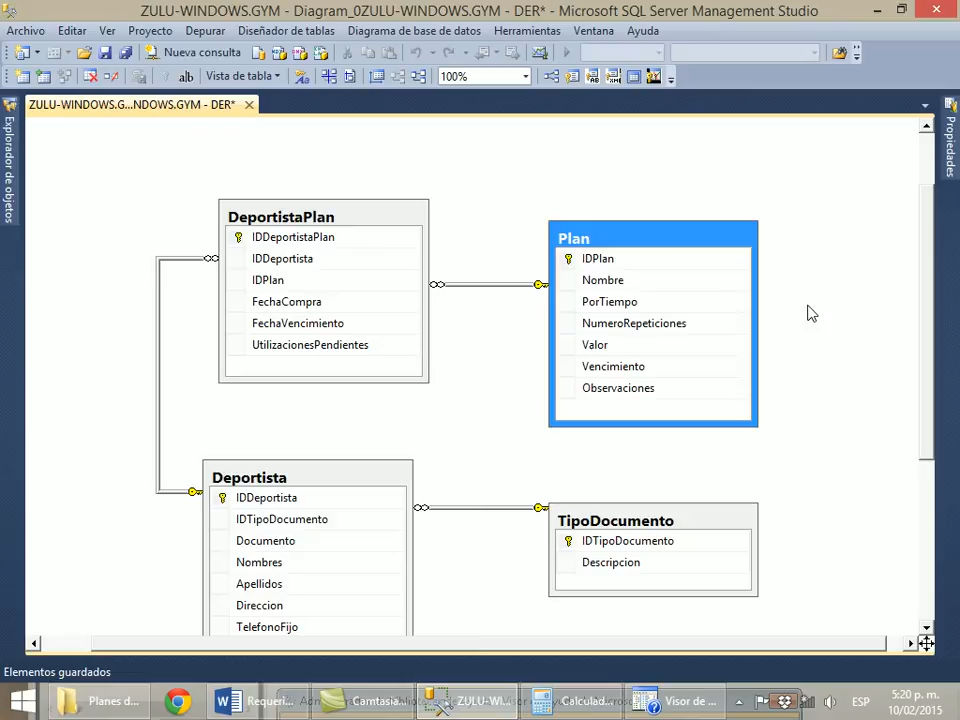 ZULU-WINDOWS.GYM - Diagram_0ZULU-WINDOWS.GYM - DER* - Microsoft SQL Server Management Studio
Archivo Editar Ver Proyecto Depurar Diseñador de tablas Diagrama de base de datos Herramientas Ventana Ayuda
Nueva consulta
ab Vista de tabla 100%
ZULU-WINDOWS.G...NDOWS.GYM - DER*
Explorador de objetos
Propiedades
DeportistaPlan
IDDeportistaPlan
IDDeportista
IDPlan
FechaCompra
FechaVencimiento
UtilizacionesPendientes
Plan
IDPlan
Nombre
PorTiempo
NumeroRepeticiones
Valor
Vencimiento
Observaciones
Deportista
IDDeportista
IDTipoDocumento
Documento
Nombres
Apellidos
Direccion
TelefonoFijo
TipoDocumento
IDTipoDocumento
Descripcion
Elementos guardados
Planes d... Requeri... Camtasia... ZULU-WI... Calculad... Visor de ... ESP
5:20 p. m.
10/02/2015